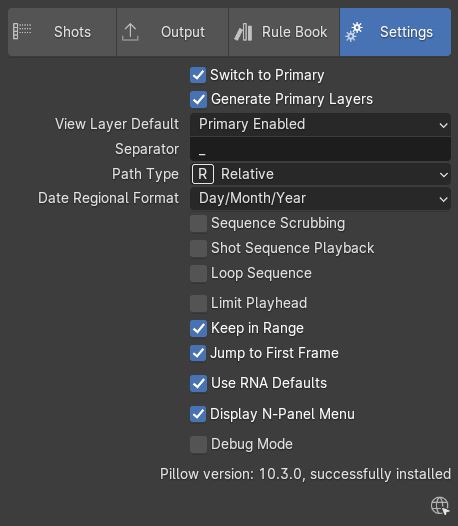 Shots Output Rule Book Settings
Switch to Primary
Generate Primary Layers
View Layer Default Primary Enabled
Separator _
Path Type R Relative
Date Regional Format Day/Month/Year
Sequence Scrubbing
Shot Sequence Playback
Loop Sequence
Limit Playhead
Keep in Range
Jump to First Frame
Use RNA Defaults
Display N-Panel Menu
Debug Mode
Pillow version: 10.3.0, successfully installed